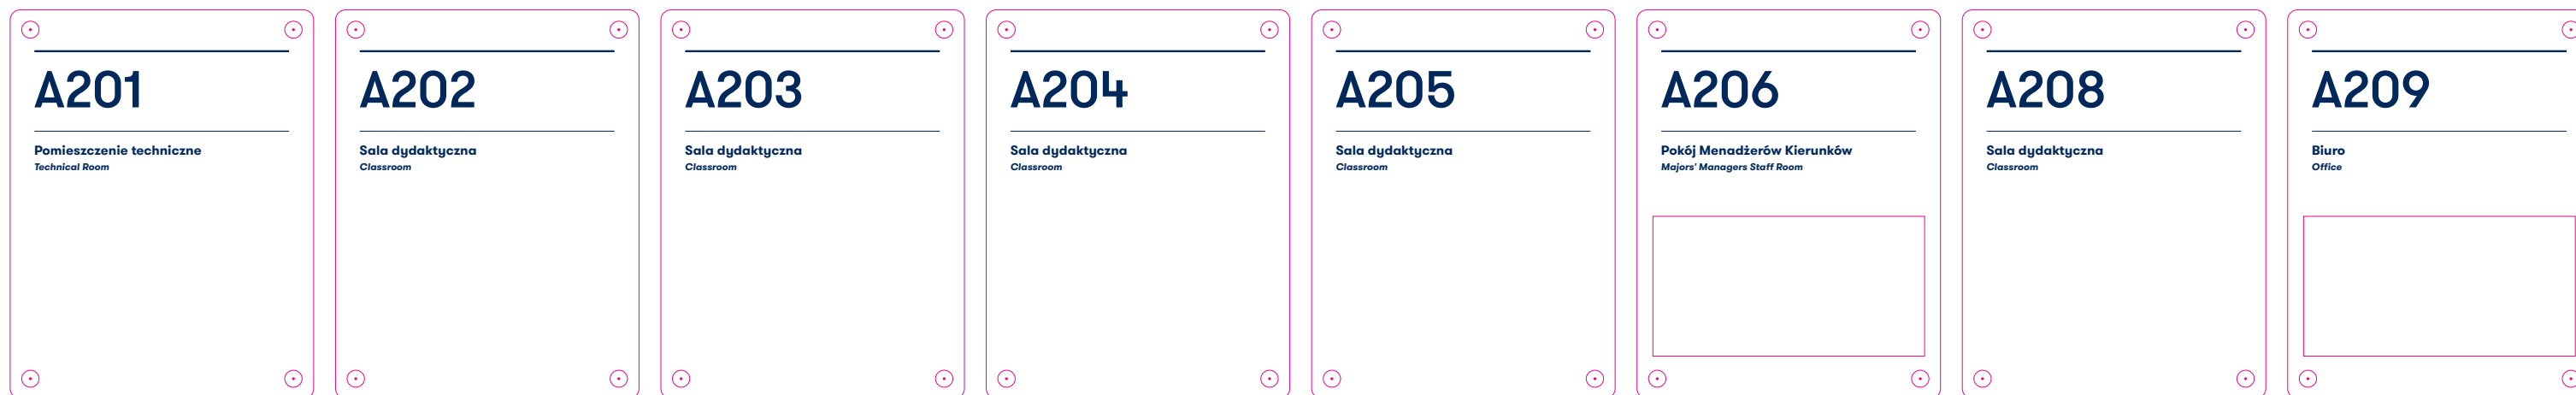 A201
Pomieszczenie techniczne
Technical Room
A202
Sala dydaktyczna
Classroom
A203
Sala dydaktyczna
Classroom
A204
Sala dydaktyczna
Classroom
A205
Sala dydaktyczna
Classroom
A206
Pokój Menadżerów Kierunków
Majors' Managers Staff Room
A208
Sala dydaktyczna
Classroom
A209
Biuro
Office